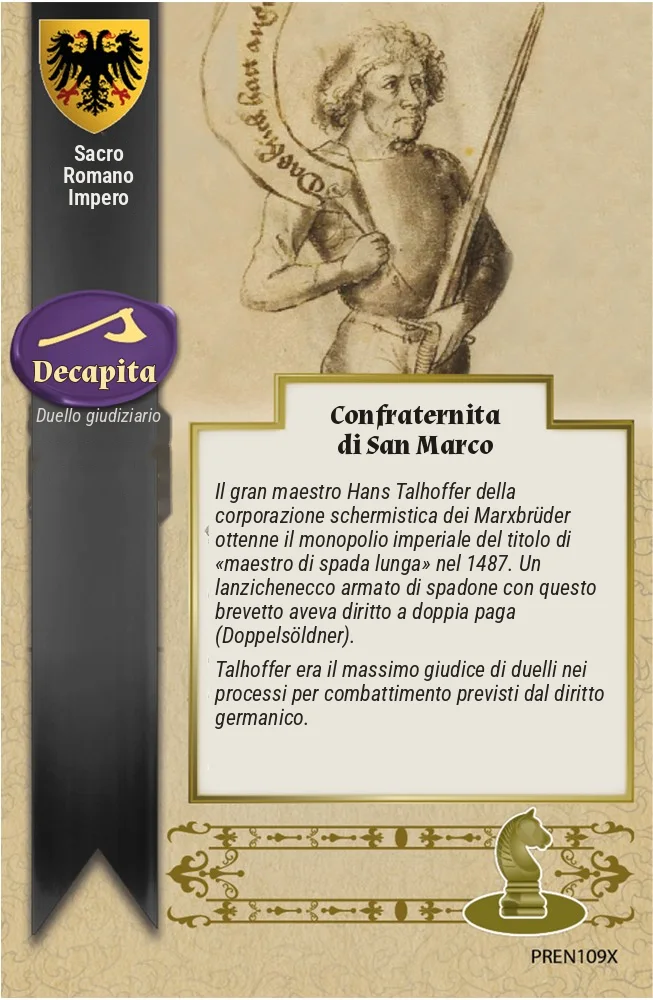 Sacro
Romano
Impero
Decapita
Duello giudiziario
Confraternita
di San Marco
Il gran maestro Hans Talhoffer della
corporazione schermistica dei Marxbrüder
ottenne il monopolio imperiale del titolo di
«maestro di spada lunga» nel 1487. Un
lanzichenecco armato di spadone con questo
brevetto aveva diritto a doppia paga
(Doppelsöldner).
Talhoffer era il massimo giudice di duelli nei
processi per combattimento previsti dal diritto
germanico.
PREN109X